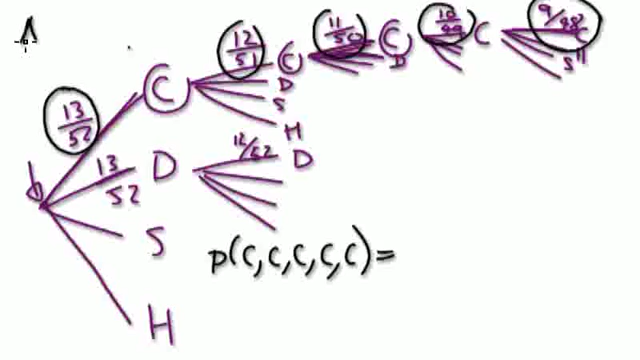 13/52 C 12/51 C 11/50 C 10/49 C 9/48 C
D
D
S
S
H
13/52 D 12/52 D
S
P(C,C,C,C,C)=
H